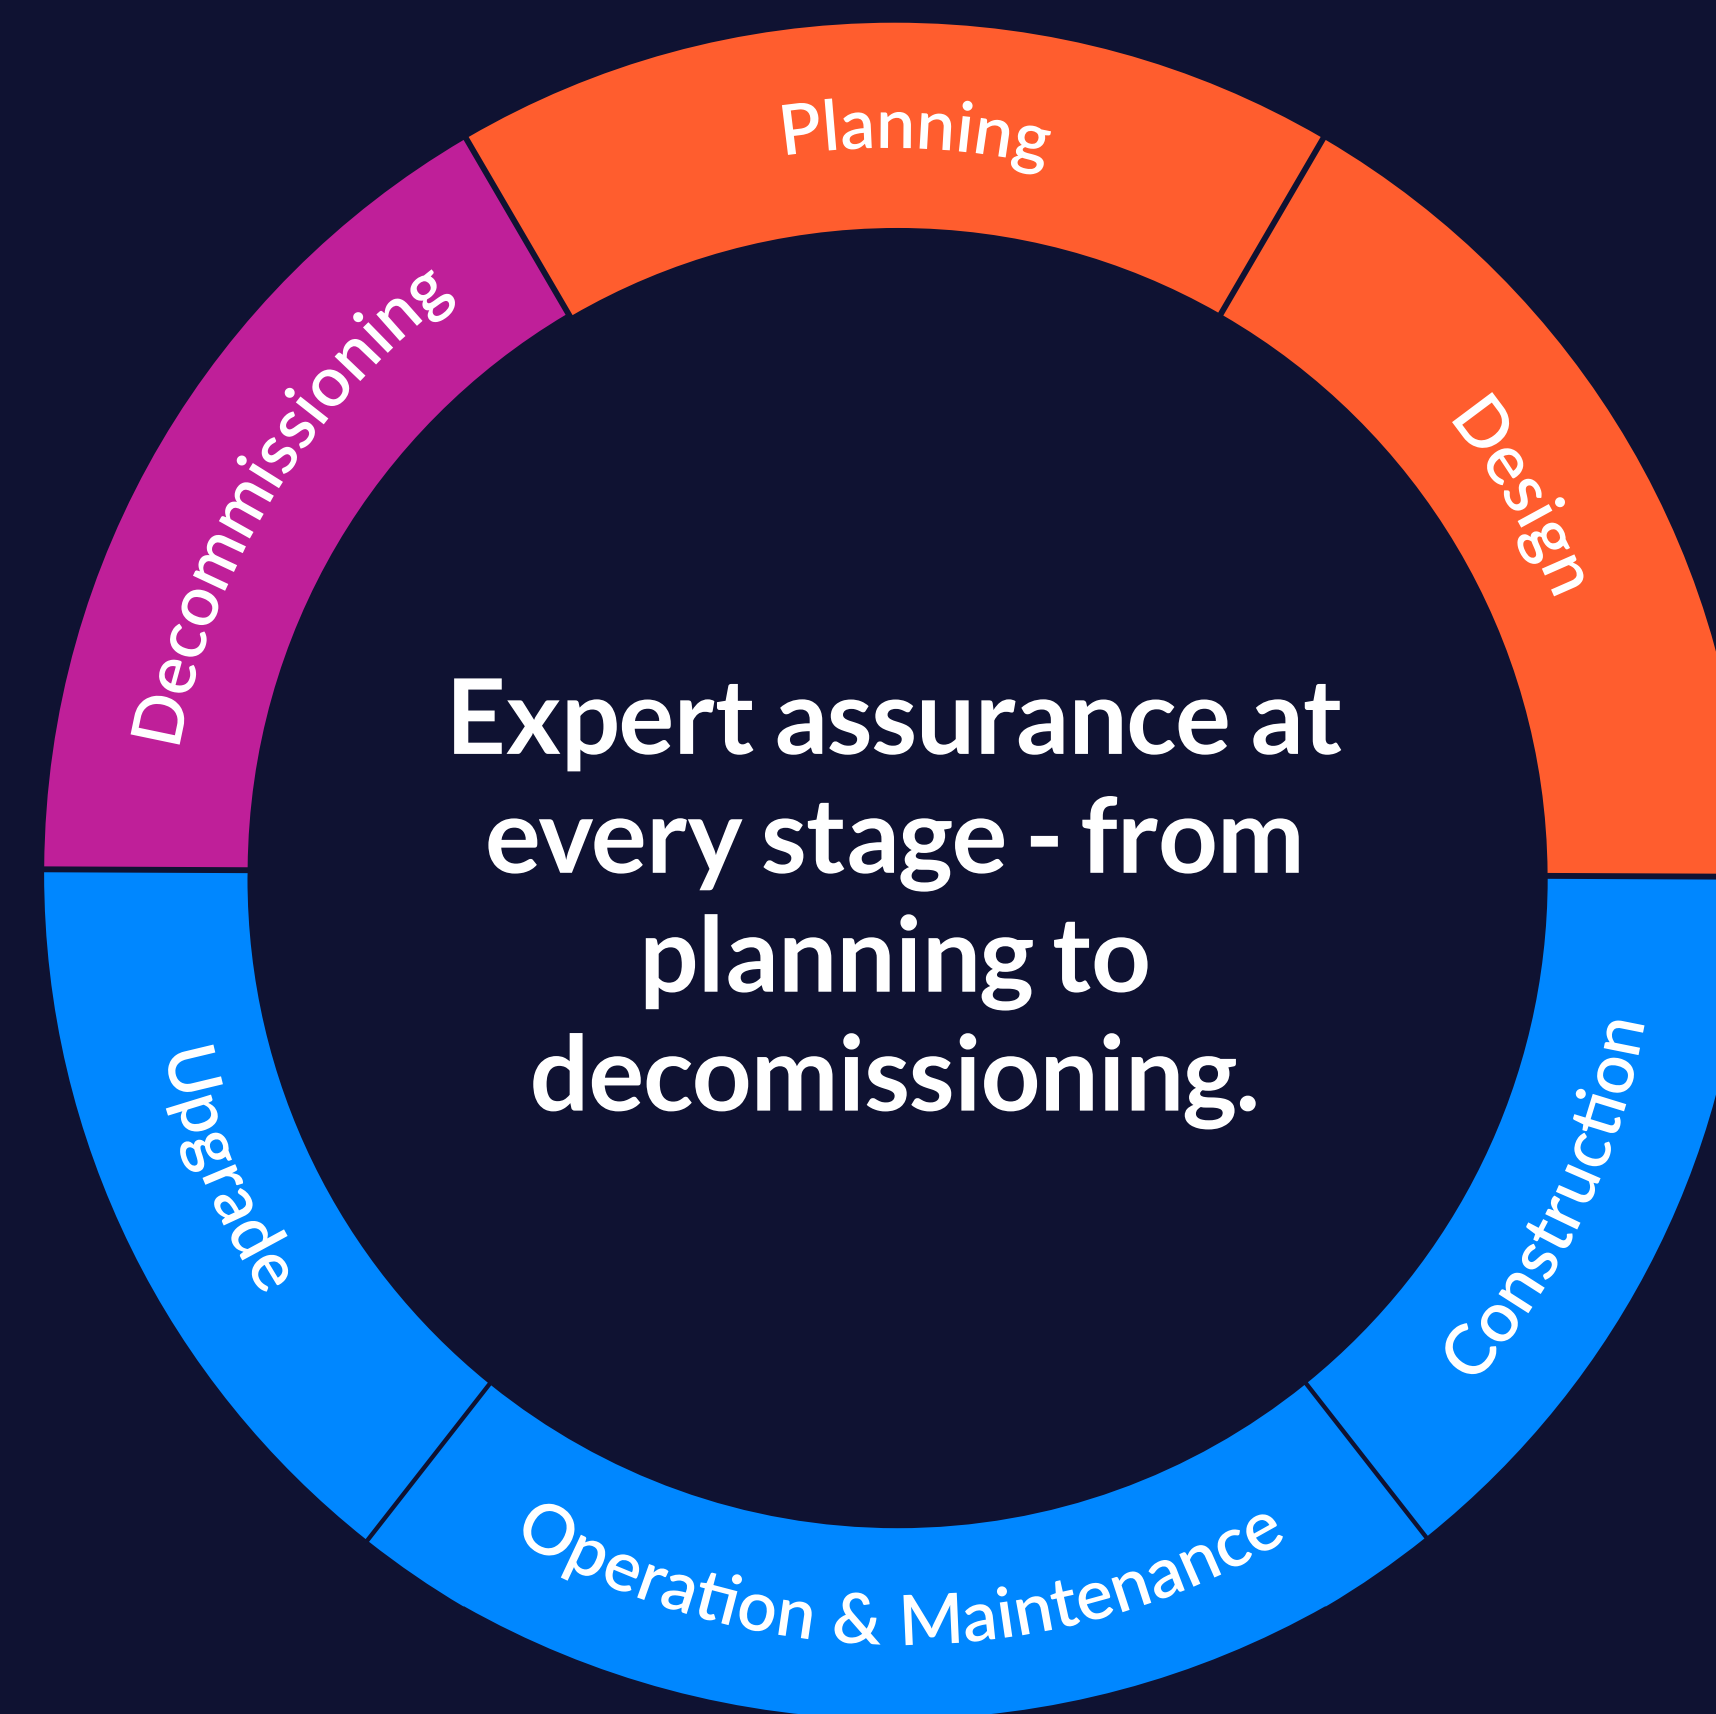 Planning
Design
Construction
Operation & Maintenance
Upgrade
Decommissioning
Expert assurance at
every stage - from
planning to
decomissioning.